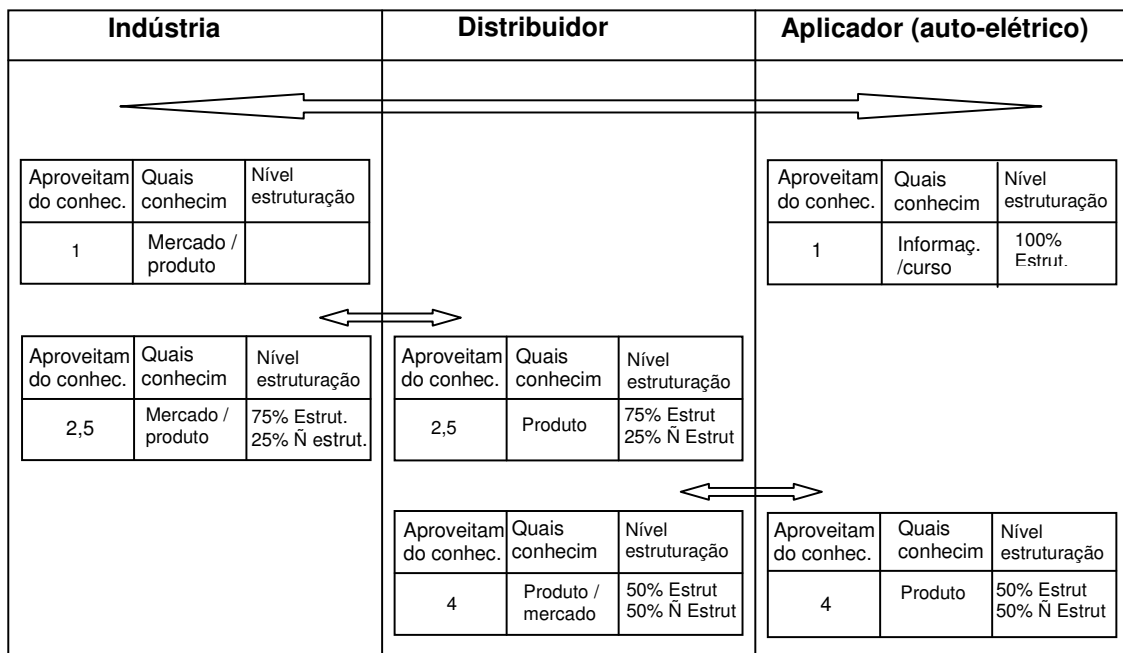 Indústria
Distribuidor
Aplicador (auto-elétrico)
Aproveitam
do conhec.
Quais
conhecim
Nível
estruturação
1
Mercado /
produto
Aproveitam
do conhec.
Quais
conhecim
Nível
estruturação
1
Informaç.
/curso
100%
Estrut.
Aproveitam
do conhec.
Quais
conhecim
Nível
estruturação
2,5
Mercado /
produto
75% Estrut.
25% Ñ estrut.
Aproveitam
do conhec.
Quais
conhecim
Nível
estruturação
2,5
Produto
75% Estrut
25% Ñ Estrut
Aproveitam
do conhec.
Quais
conhecim
Nível
estruturação
4
Produto /
mercado
50% Estrut
50% Ñ Estrut
Aproveitam
do conhec.
Quais
conhecim
Nível
estruturação
4
Produto
50% Estrut
50% Ñ Estrut